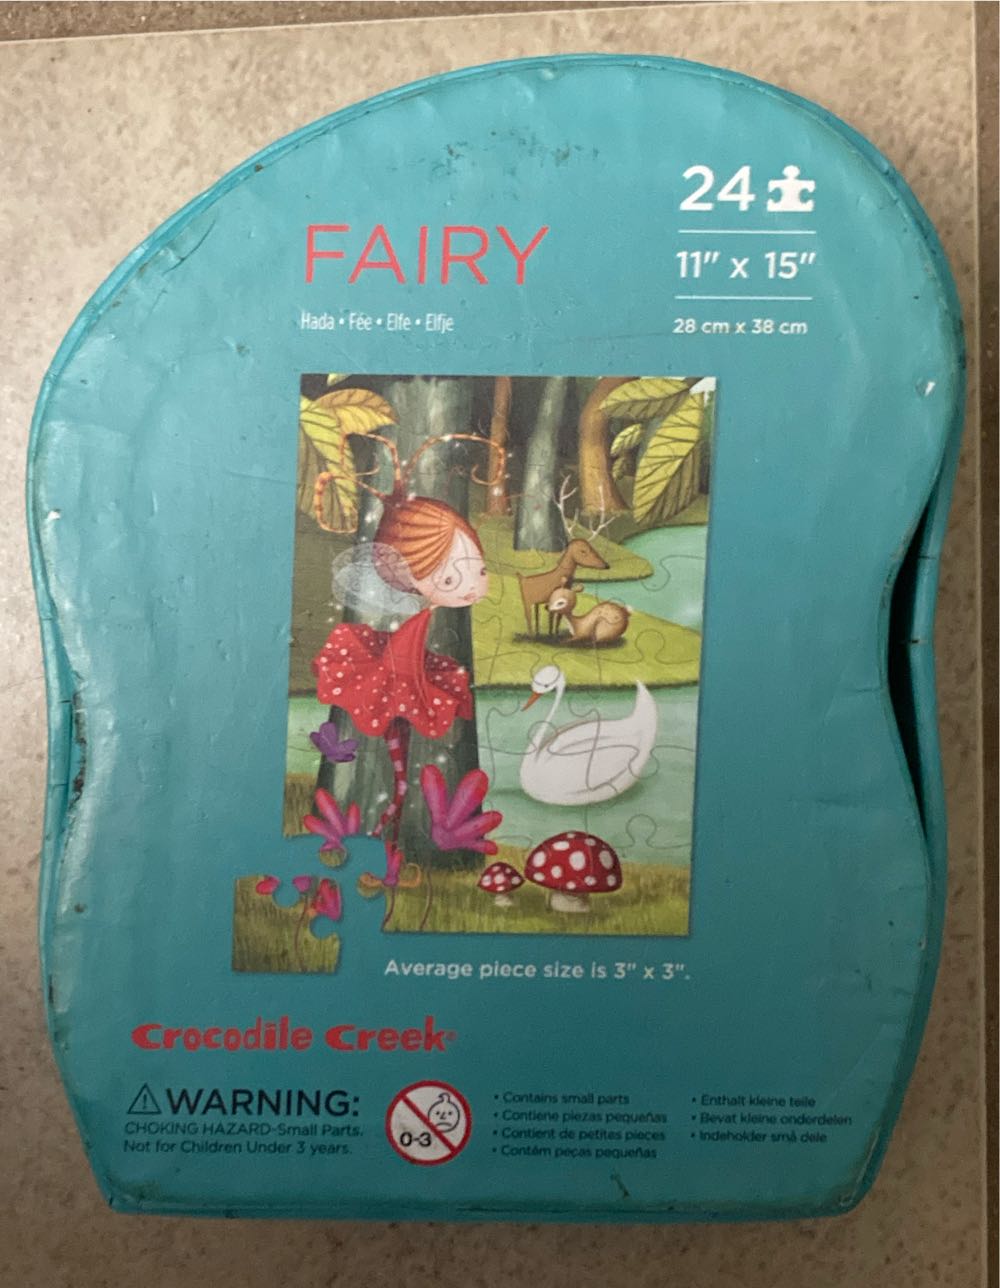 24
FAIRY
11" x 15"
Hada • Fée • Elfe • Elfje
28 cm x 38 cm
Average piece size is 3" x 3".
Crocodile Creek®
WARNING:
CHOKING HAZARD-Small Parts.
Not for Children Under 3 years.
0-3
• Contains small parts
• Contiene piezas pequeñas
• Contient de petites pieces
• Contém peças pequeñas
• Enthalt kleine teile
• Bevat kleine onderdelen
• Indeholder små dele